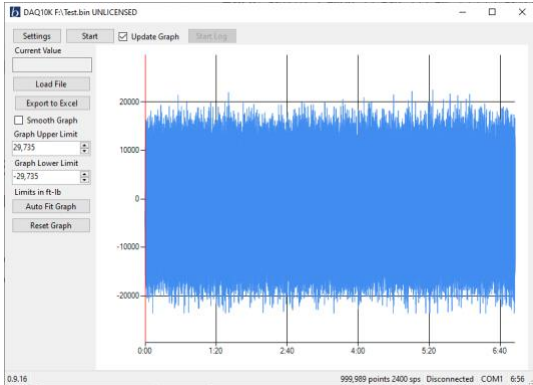 DAQ10K F:\Test.bin UNLICENSED
Settings Start Update Graph Start Log
Current Value
Load File
Export to Excel
Smooth Graph
Graph Upper Limit
29,735
Graph Lower Limit
-29,735
Limits in ft-lb
Auto Fit Graph
Reset Graph
20000
10000
0
-10000
-20000
0:00 1:20 2:40 4:00 5:20 6:40
0.9.16 999,989 points 2400 sps Disconnected COM1 6:56